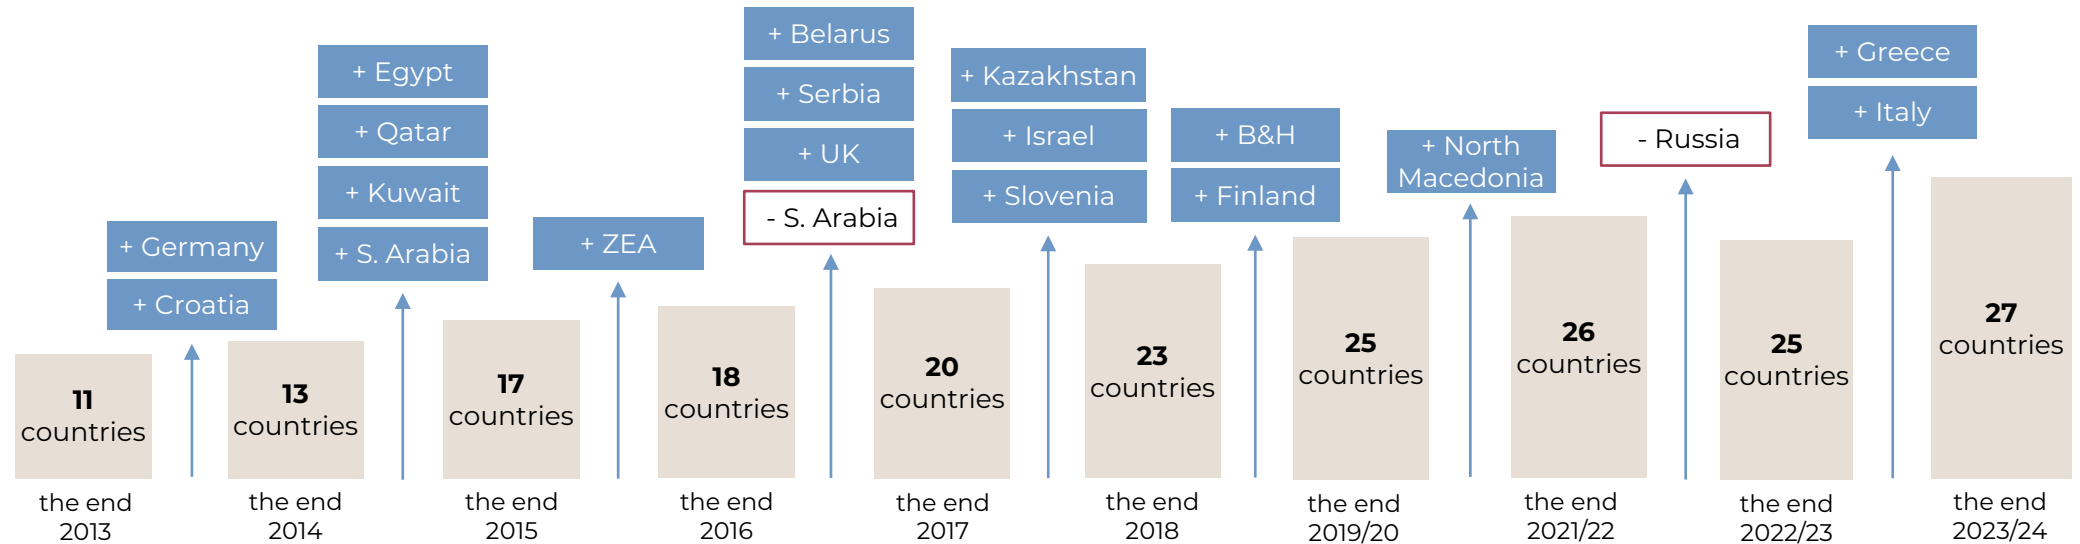 11
countries
the end
2013
+ Germany
+ Croatia
13
countries
the end
2014
+ Egypt
+ Qatar
+ Kuwait
+ S. Arabia
17
countries
the end
2015
+ ZEA
18
countries
the end
2016
+ Belarus
+ Serbia
+ UK
- S. Arabia
20
countries
the end
2017
+ Kazakhstan
+ Israel
+ Slovenia
23
countries
the end
2018
+ B&H
+ Finland
25
countries
the end
2019/20
+ North
Macedonia
26
countries
the end
2021/22
- Russia
25
countries
the end
2022/23
+ Greece
+ Italy
27
countries
the end
2023/24